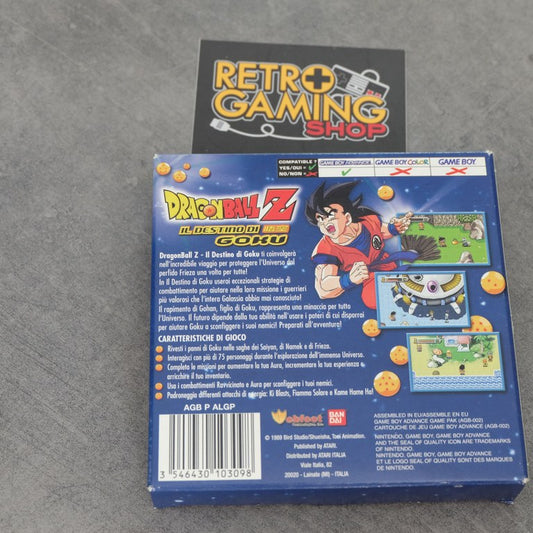 RETRO
GAMING
SHOP
COMPATIBLE ?
YES/OUI = ✓
NO/NON = ✗
GAME BOY ADVANCE
GAME BOY COLOR
GAME BOY
DRAGONBALL Z
IL DESTINO DI
GOKU
DragonBall Z - Il Destino di Goku ti coinvolgerà
nell'incredibile viaggio per proteggere l'Universo dal
perfido Frieza una volta per tutte!
In Il Destino di Goku userai eccezionali strategie di
combattimento per aiutare nella loro missione i guerrieri
più valorosi che l'intera Galassia abbia mai conosciuto!
Il rapimento di Gohan, figlio di Goku, rappresenta una minaccia per tutto
l'Universo. Il futuro dipende dalla tua abilità nell'usare i poteri di cui disporrai
per aiutare Goku a sconfiggere i suoi nemici! Preparati all'avventura!
CARATTERISTICHE DI GIOCO
Rivesti i panni di Goku nelle saghe dei Saiyan, di Namek e di Frieza.
Interagisci con più di 75 personaggi durante l'esplorazione dell'immenso Universo.
Completa le missioni per aumentare la tua Aura, incrementare la tua esperienza e
arricchire il tuo inventario.
Usa i combattimenti Ravvicinato e Aura per sconfiggere i tuoi nemici.
Padroneggia differenti attacchi di energia: Ki Blasts, Fiamma Solare e Kame Hame Ha!
AGB P ALGP
3 546430 103098
webfoot
BAN
DAI
© 1989 Bird Studio/Shueisha, Toei Animation.
Published by ATARI.
Distributed by ATARI ITALIA
Viale Italia, 82
20020 - Lainate (MI) - ITALIA
ASSEMBLED IN EU/ASSEMBLE EN EU
GAME BOY ADVANCE GAME PAK (AGB-002)
CARTOUCHE DE JEU GAME BOY ADVANCE (AGB-002)
NINTENDO, GAME BOY, GAME BOY ADVANCE
AND THE SEAL OF QUALITY ICON ARE TRADEMARKS
OF NINTENDO.
NINTENDO, GAME BOY, GAME BOY ADVANCE
ET LE LOGO SEAL OF QUALITY SONT DES MARQUES
DE NINTENDO.